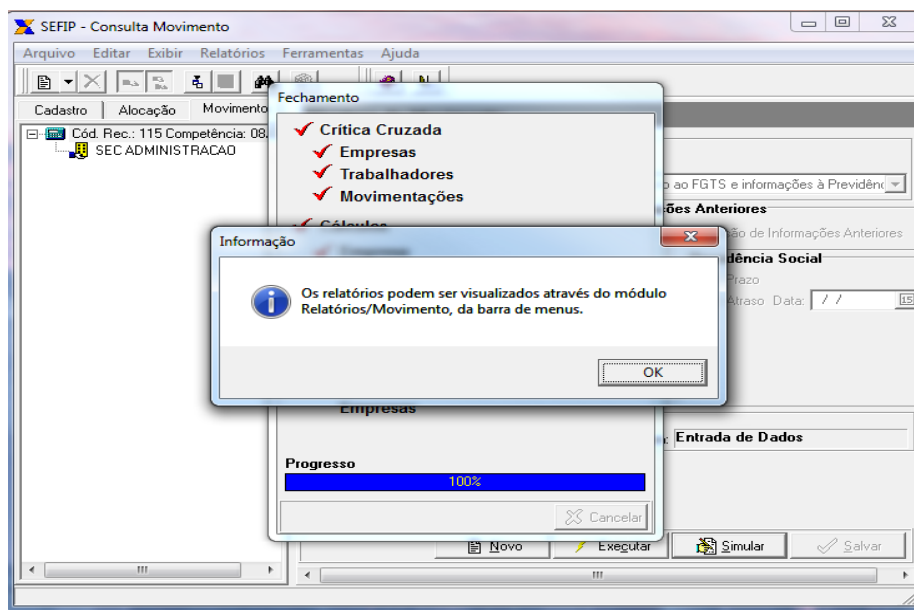 SEFIP - Consulta Movimento
Arquivo Editar Exibir Relatórios Ferramentas Ajuda
Cadastro Alocação Movimento
Cód. Rec.: 115 Competência: 08.
SEC ADMINISTRACAO
Fechamento
Crítica Cruzada
Empresas
Trabalhadores
Movimentações
Cálculos
ao FGTS e informações à Previdênc
ões Anteriores
ão de Informações Anteriores
dência Social
Prazo
Atraso Data: / /
15
Informação
Os relatórios podem ser visualizados através do módulo
Relatórios/Movimento, da barra de menus.
OK
Empresas
Entrada de Dados
Progresso
100%
Cancelar
Novo Executar Simular Salvar